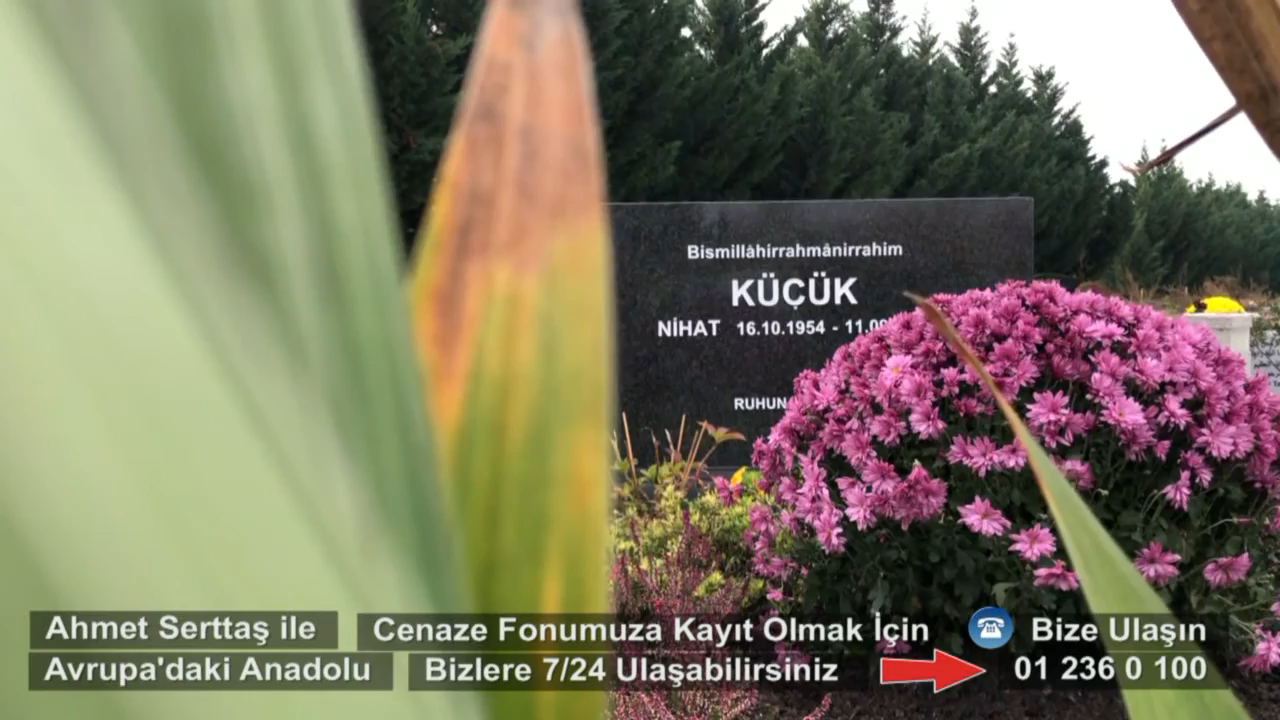 Bismillâhirrahmânirrahim
KÜÇÜK
NİHAT 16.10.1954 - 11.09
RUHUN
Ahmet Serttaş ile
Avrupa'daki Anadolu
Cenaze Fonumuza Kayıt Olmak İçin
Bizlere 7/24 Ulaşabilirsiniz
Bize Ulaşın
01 236 0 100